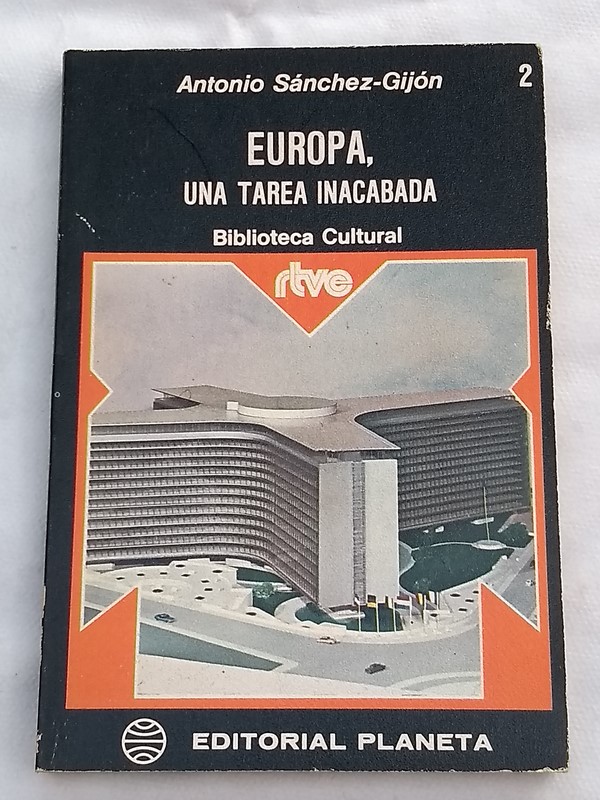 Antonio Sánchez-Gijón
2
EUROPA,
UNA TAREA INACABADA
Biblioteca Cultural
rtve
EDITORIAL PLANETA